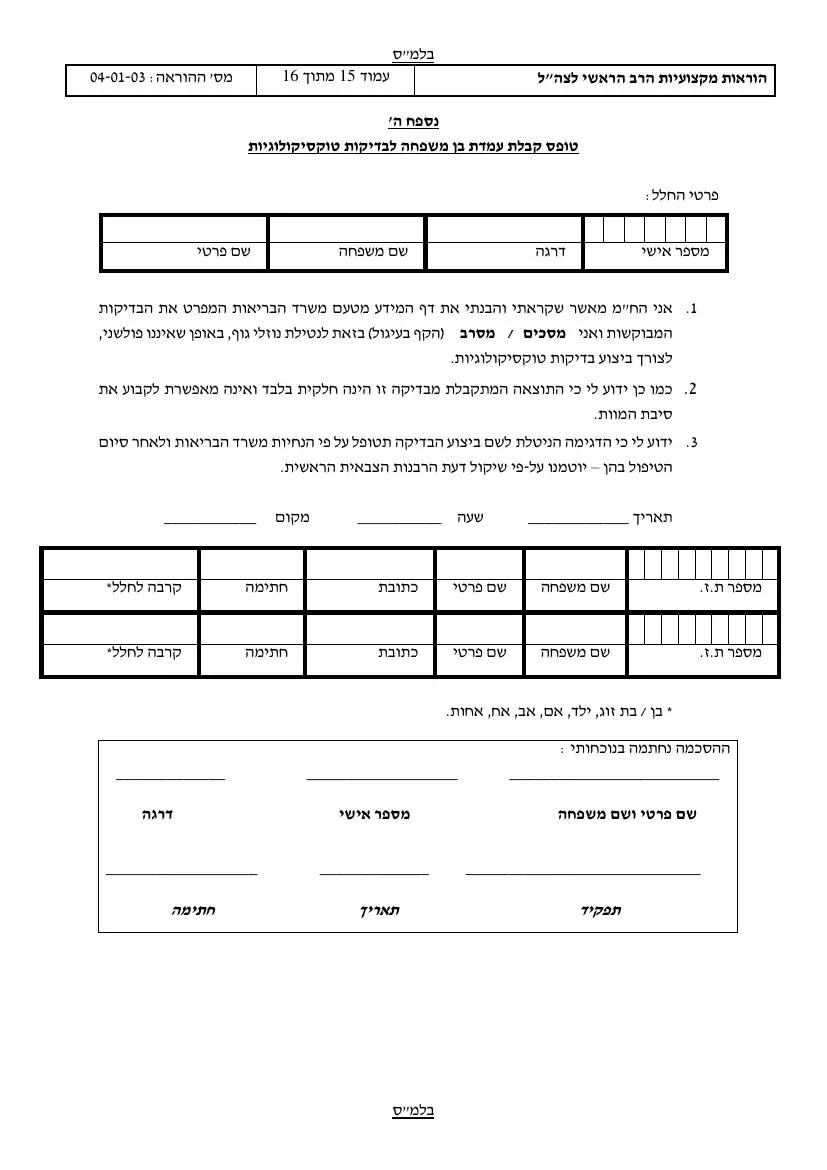 בלמ״ס
הוראות מקצועיות הרב הראשי לצה״ל עמוד 15 מתוך 16 מס׳ ההוראה: 04-01-03
נספח ה׳
טופס קבלת עמדת בן משפחה לבדיקות טוקסיקולוגיות
פרטי החלל:
מספר אישי דרגה שם משפחה שם פרטי
1. אני הח״מ מאשר שקראתי והבנתי את דף המידע מטעם משרד הבריאות המפרט את הבדיקות
המבוקשות ואני מסכים / מסרב (הקף בעיגול) בזאת לנטילת נוזלי גוף, באופן שאיננו פולשני,
לצורך ביצוע בדיקות טוקסיקולוגיות.
2. כמו כן ידוע לי כי התוצאה המתקבלת מבדיקה זו הינה חלקית בלבד ואינה מאפשרת לקבוע את
סיבת המוות.
3. ידוע לי כי הדגימה הניטלת לשם ביצוע הבדיקה תטופל על פי הנחיות משרד הבריאות ולאחר סיום
הטיפול בהן – יוטמנו על-פי שיקול דעת הרבנות הצבאית הראשית.
תאריך ____________ שעה __________ מקום ___________
מספר ת.ז. שם משפחה שם פרטי כתובת חתימה קרבה לחלל*
מספר ת.ז. שם משפחה שם פרטי כתובת חתימה קרבה לחלל*
* בן / בת זוג, ילד, אם, אב, אח, אחות.
ההסכמה נחתמה בנוכחותי :
שם פרטי ושם משפחה מספר אישי דרגה
תפקיד תאריך חתימה
בלמ״ס